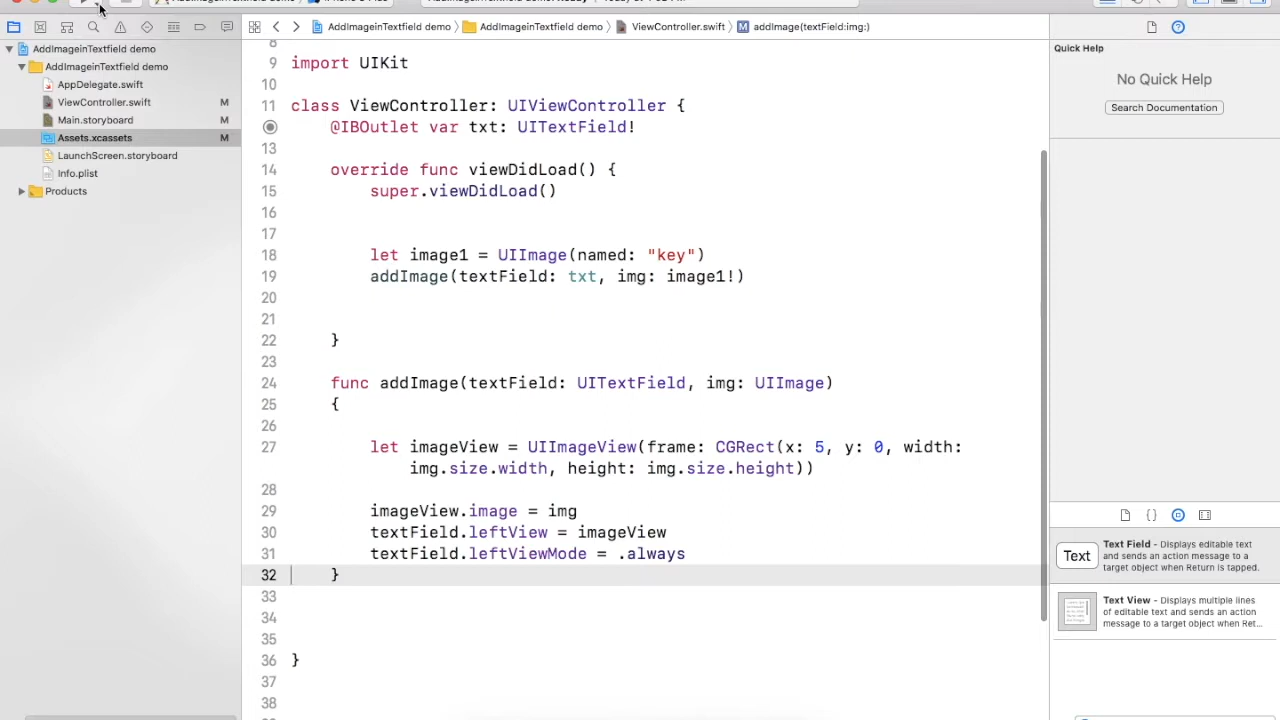 AddImageinTextfield demo
AddImageinTextfield demo
AppDelegate.swift
ViewController.swift M
Main.storyboard
Assets.xcassets M
LaunchScreen.storyboard
Info.plist
Products
AddImageinTextfield demo AddImageinTextfield demo ViewController.swift M addImage(textField:img:)
8
9 import UIKit
10
11 class ViewController: UIViewController {
@IBOutlet var txt: UITextField!
13
14 override func viewDidLoad() {
15 super.viewDidLoad()
16
17
18 let image1 = UIImage(named: "key")
19 addImage(textField: txt, img: image1!)
20
21
22 }
23
24 func addImage(textField: UITextField, img: UIImage)
25 {
26
27 let imageView = UIImageView(frame: CGRect(x: 5, y: 0, width:
img.size.width, height: img.size.height))
28
29 imageView.image = img
30 textField.leftView = imageView
31 textField.leftViewMode = .always
32 }
33
34
35
36 }
37
38
Quick Help
No Quick Help
Search Documentation
{}
Text
Text Field - Displays editable text
and sends an action message to a
target object when Return is tapped.
Text View - Displays multiple lines
of editable text and sends an action
message to a target object when Ret...